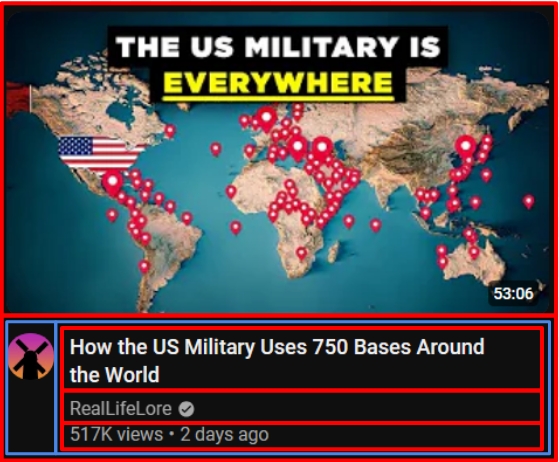 THE US MILITARY IS
EVERYWHERE
53:06
How the US Military Uses 750 Bases Around
the World
RealLifeLore
517K views • 2 days ago